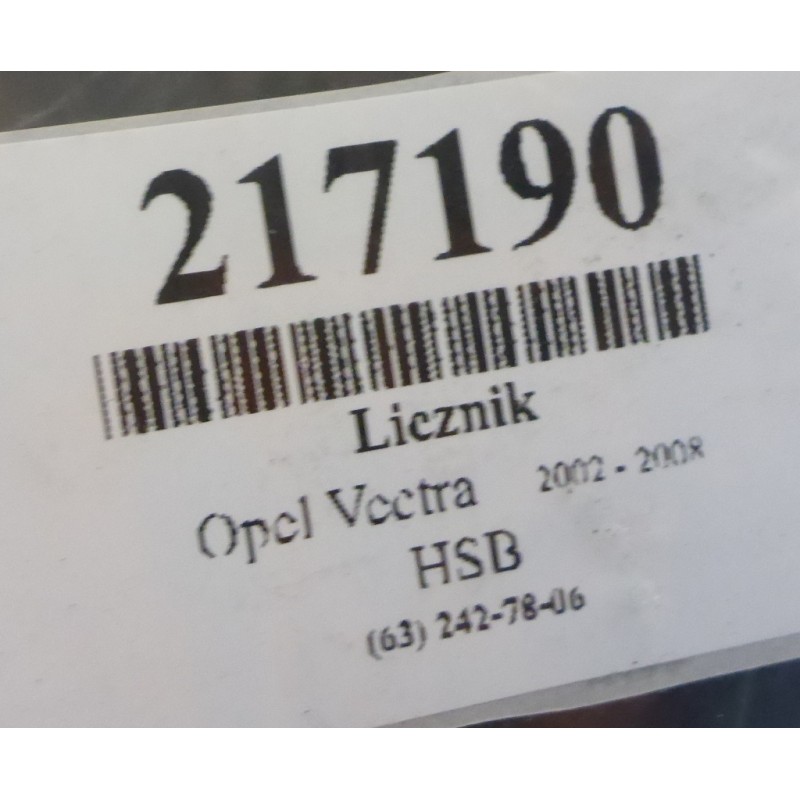 217190
Licznik
Opel Vectra 2002 - 2008
HSB
(63) 242-78-06